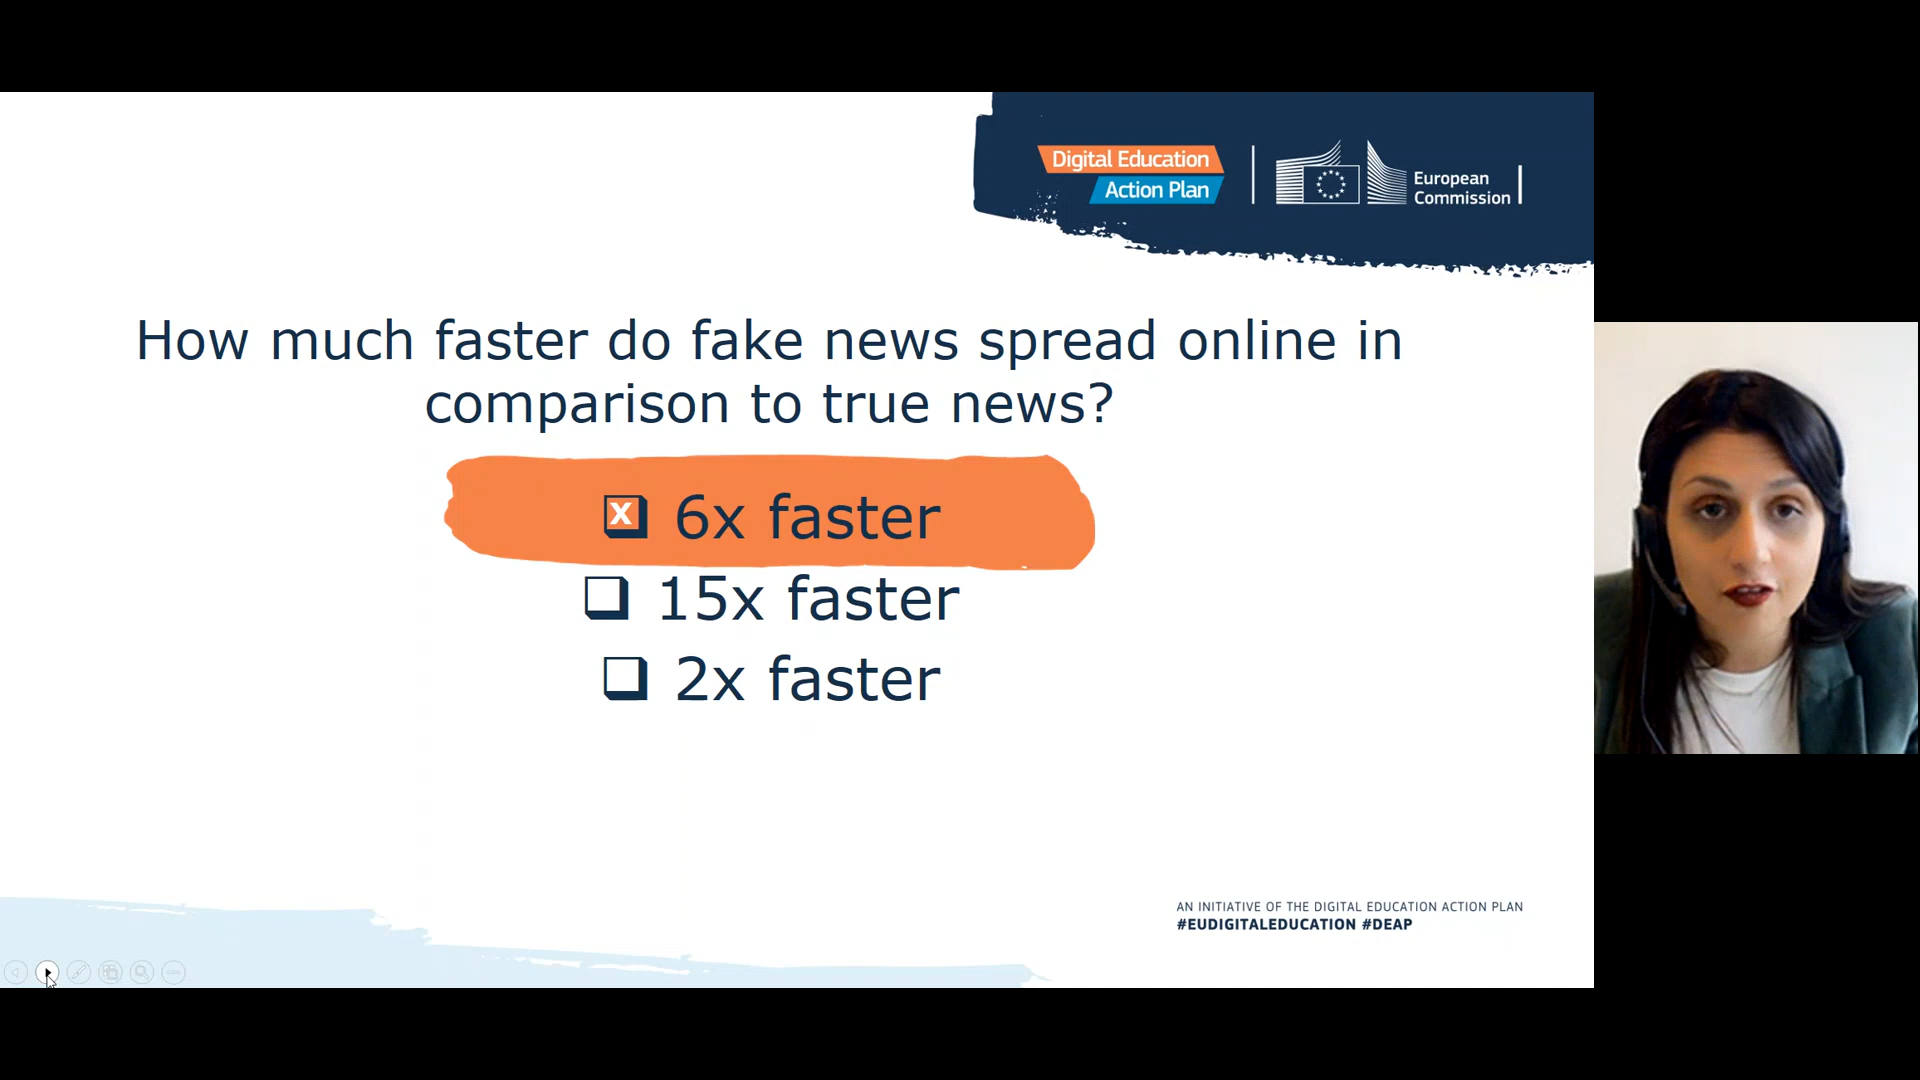 Digital Education
Action Plan
European
Commission
How much faster do fake news spread online in
comparison to true news?
X 6x faster
15x faster
2x faster
AN INITIATIVE OF THE DIGITAL EDUCATION ACTION PLAN
#EUDIGITALEDUCATION #DEAP